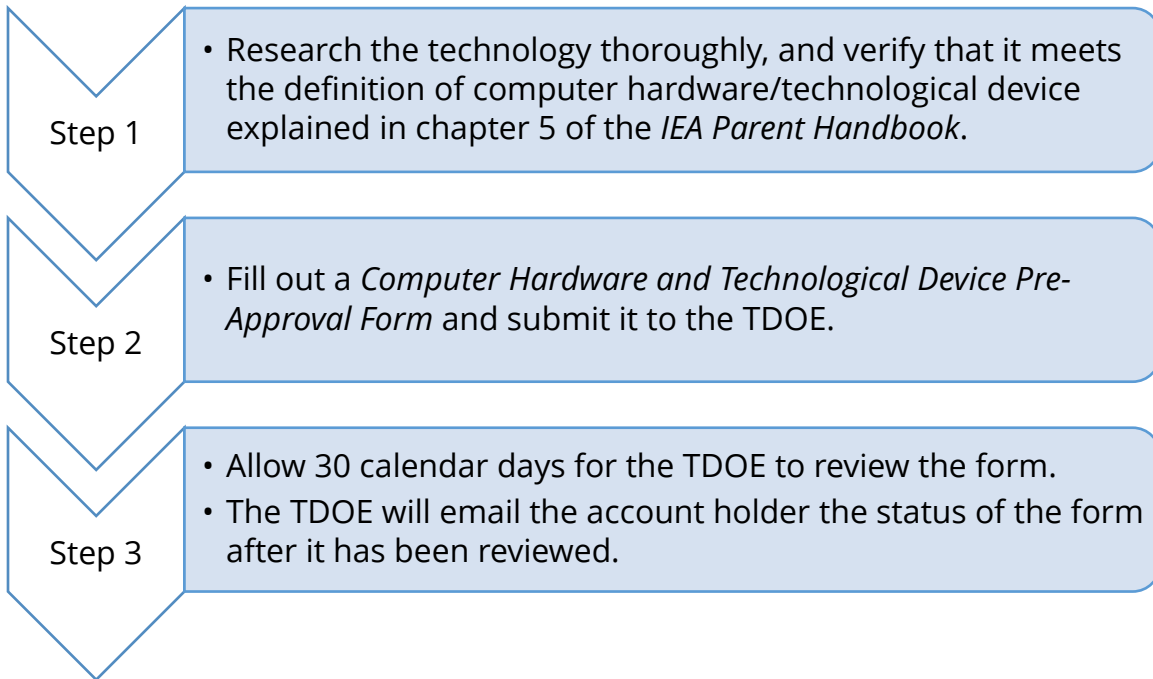 Step 1
• Research the technology thoroughly, and verify that it meets
the definition of computer hardware/technological device
explained in chapter 5 of the IEA Parent Handbook.
Step 2
• Fill out a Computer Hardware and Technological Device Pre-
Approval Form and submit it to the TDOE.
Step 3
• Allow 30 calendar days for the TDOE to review the form.
• The TDOE will email the account holder the status of the form
after it has been reviewed.